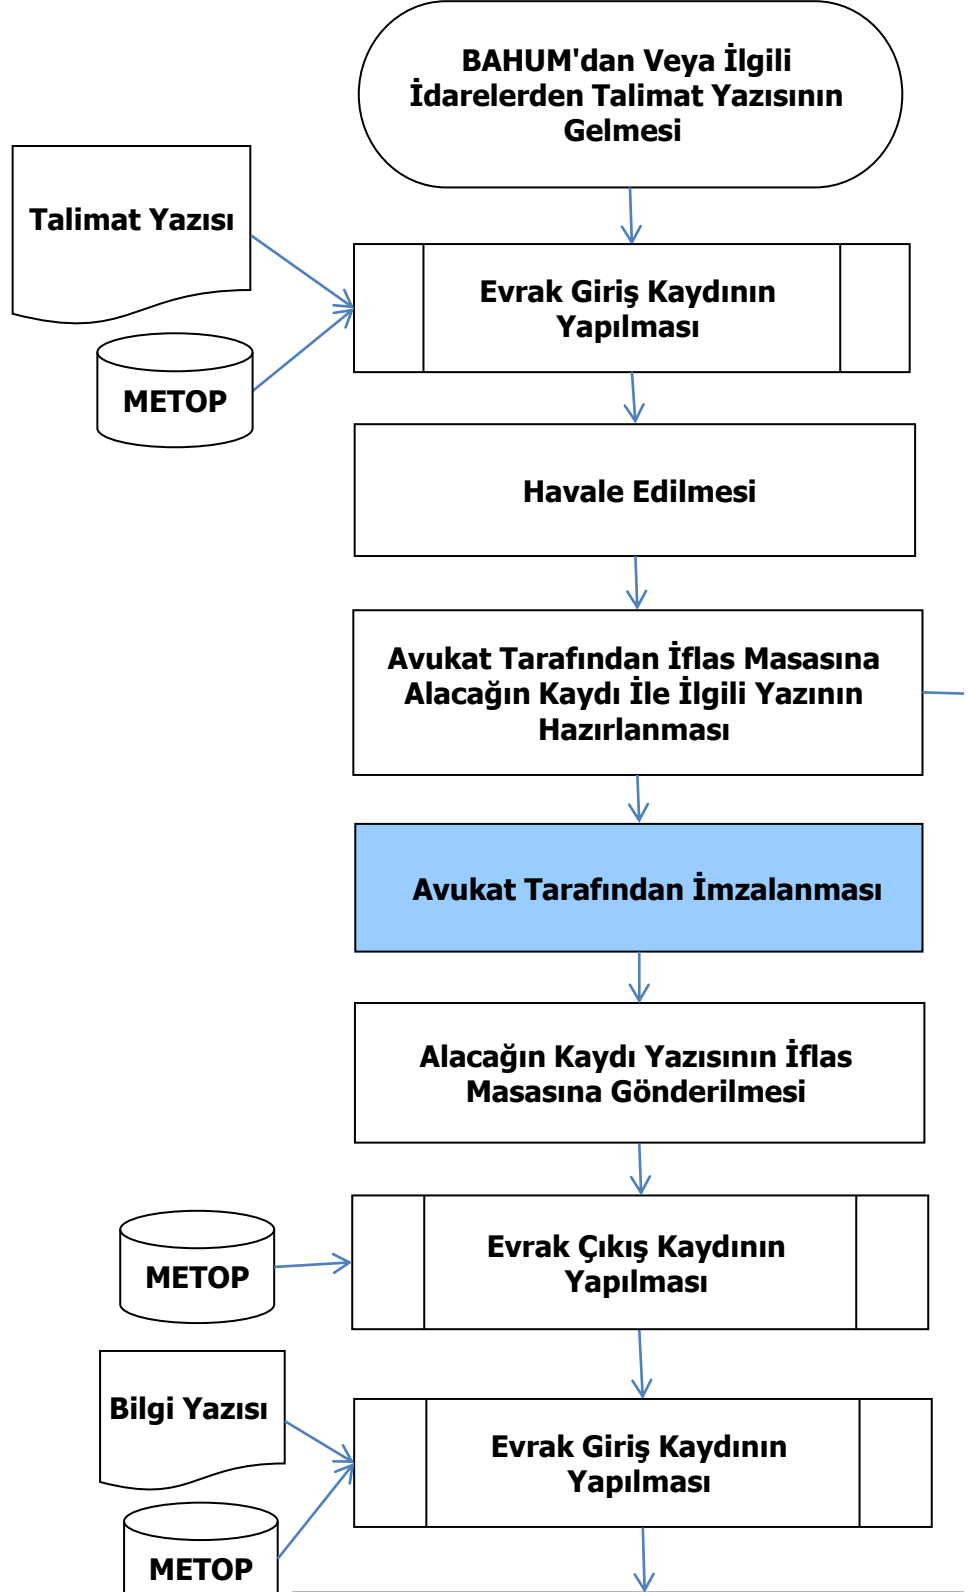 BAHUM'dan Veya İlgili
İdarelerden Talimat Yazısının
Gelmesi
Talimat Yazısı
Evrak Giriş Kaydının
Yapılması
METOP
Havale Edilmesi
Avukat Tarafından İflas Masasına
Alacağın Kaydı İle İlgili Yazının
Hazırlanması
Avukat Tarafından İmzalanması
Alacağın Kaydı Yazısının İflas
Masasına Gönderilmesi
Evrak Çıkış Kaydının
Yapılması
METOP
Bilgi Yazısı
Evrak Giriş Kaydının
Yapılması
METOP